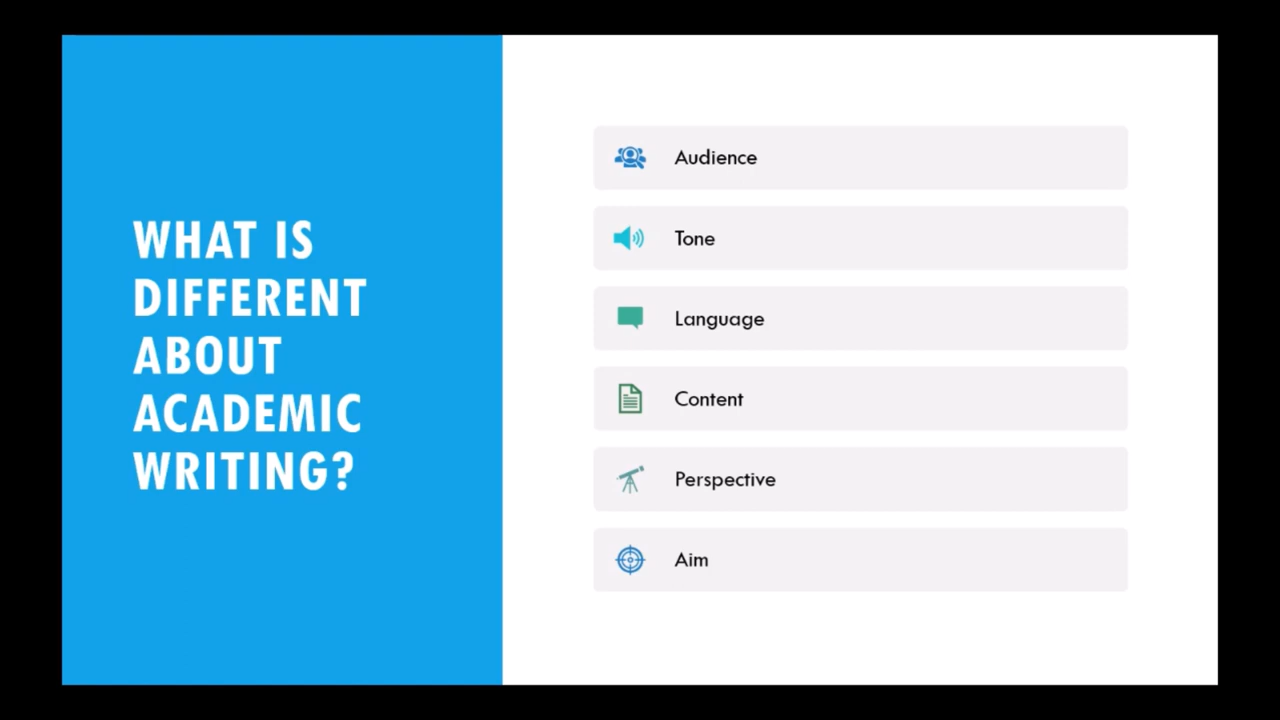 WHAT IS
DIFFERENT
ABOUT
ACADEMIC
WRITING?
Audience
Tone
Language
Content
Perspective
Aim